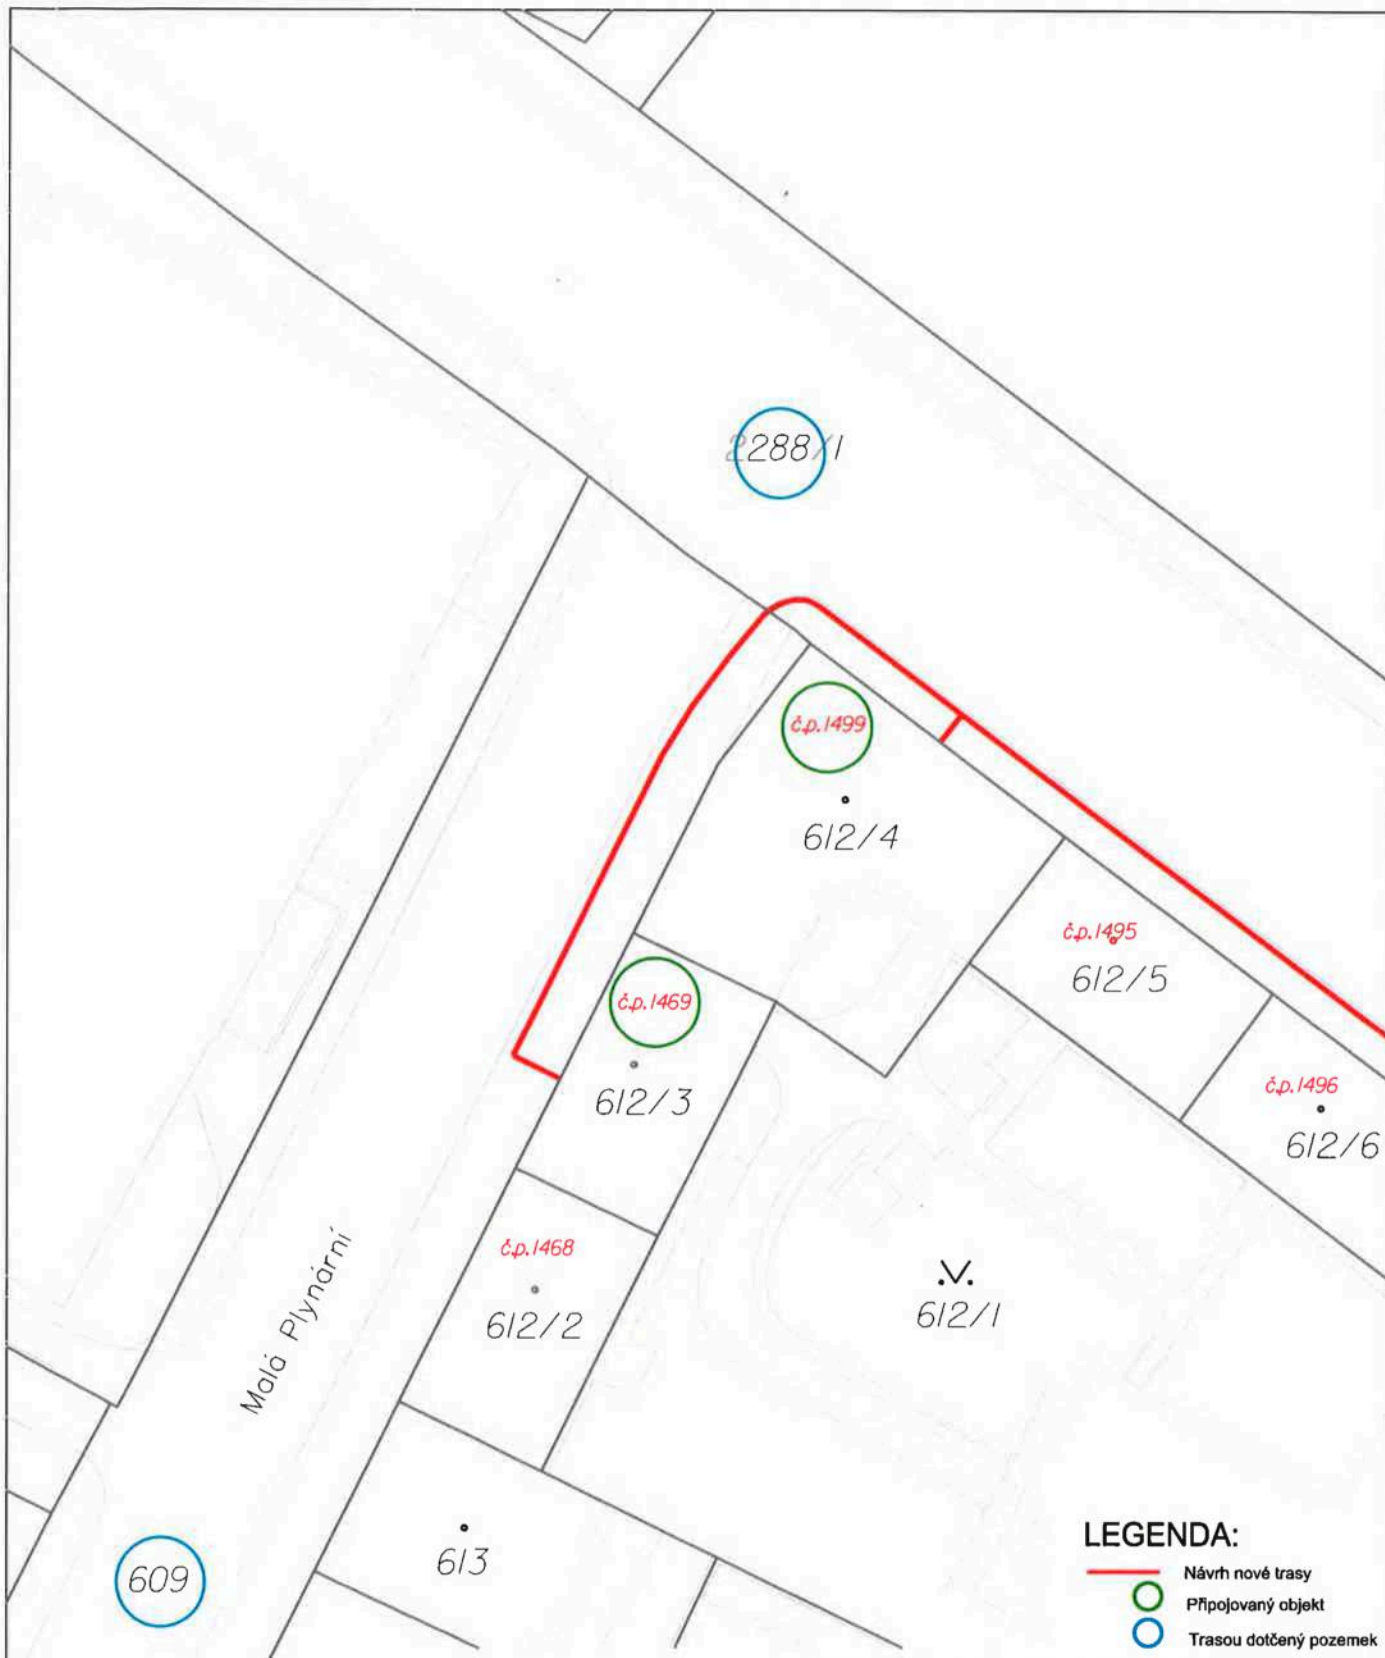 2288/1
č.p.1499
612/4
č.p.1495
612/5
č.p.1469
612/3
č.p.1496
612/6
č.p.1468
612/2
612/1
Malá Plynární
613
609
LEGENDA:
Návrh nové trasy
Připojovaný objekt
Trasou dotčený pozemek